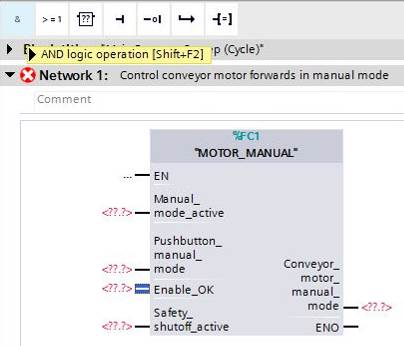 & >=1 ?? -| -o| -[=]
AND logic operation [Shift+F2] (Cycle)"
Network 1: Control conveyor motor forwards in manual mode
Comment
%FC1
"MOTOR_MANUAL"
... EN
Manual_
<??.?> mode_active
Pushbutton_
manual_
<??.?> mode
Conveyor_
<??.?> Enable_OK
motor_
manual_
Safety_
mode <??.?>
<??.?> shutoff_active
ENO